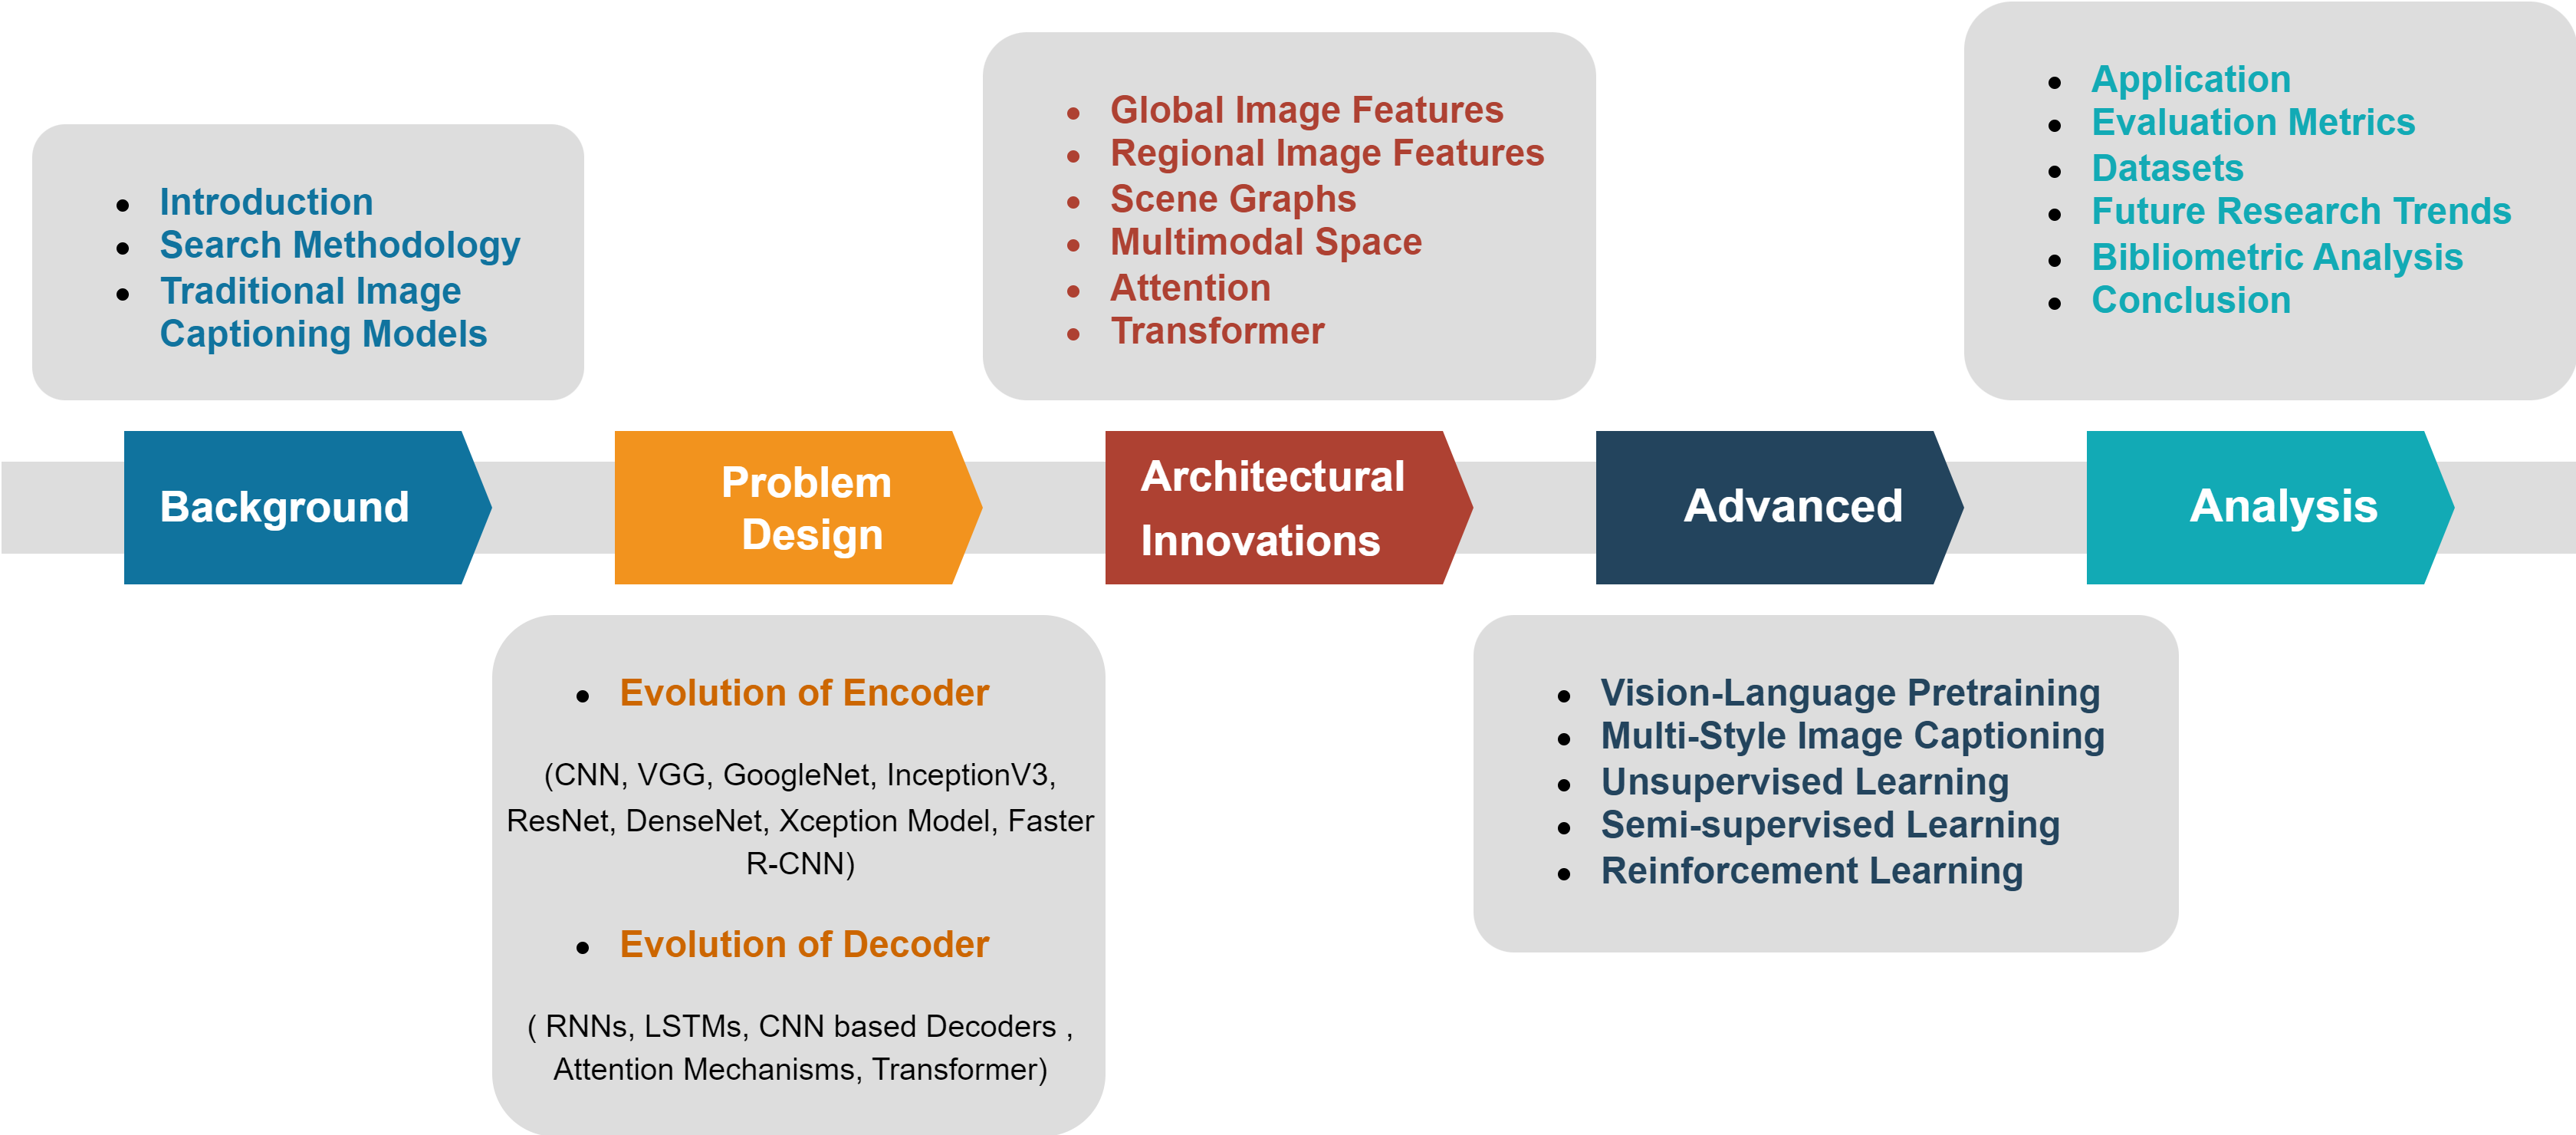 Introduction
Search Methodology
Traditional Image
Captioning Models
Global Image Features
Regional Image Features
Scene Graphs
Multimodal Space
Attention
Transformer
Application
Evaluation Metrics
Datasets
Future Research Trends
Bibliometric Analysis
Conclusion
Background
Problem
Design
Architectural
Innovations
Advanced
Analysis
Evolution of Encoder
(CNN, VGG, GoogleNet, InceptionV3,
ResNet, DenseNet, Xception Model, Faster
R-CNN)
Evolution of Decoder
( RNNs, LSTMs, CNN based Decoders ,
Attention Mechanisms, Transformer)
Vision-Language Pretraining
Multi-Style Image Captioning
Unsupervised Learning
Semi-supervised Learning
Reinforcement Learning